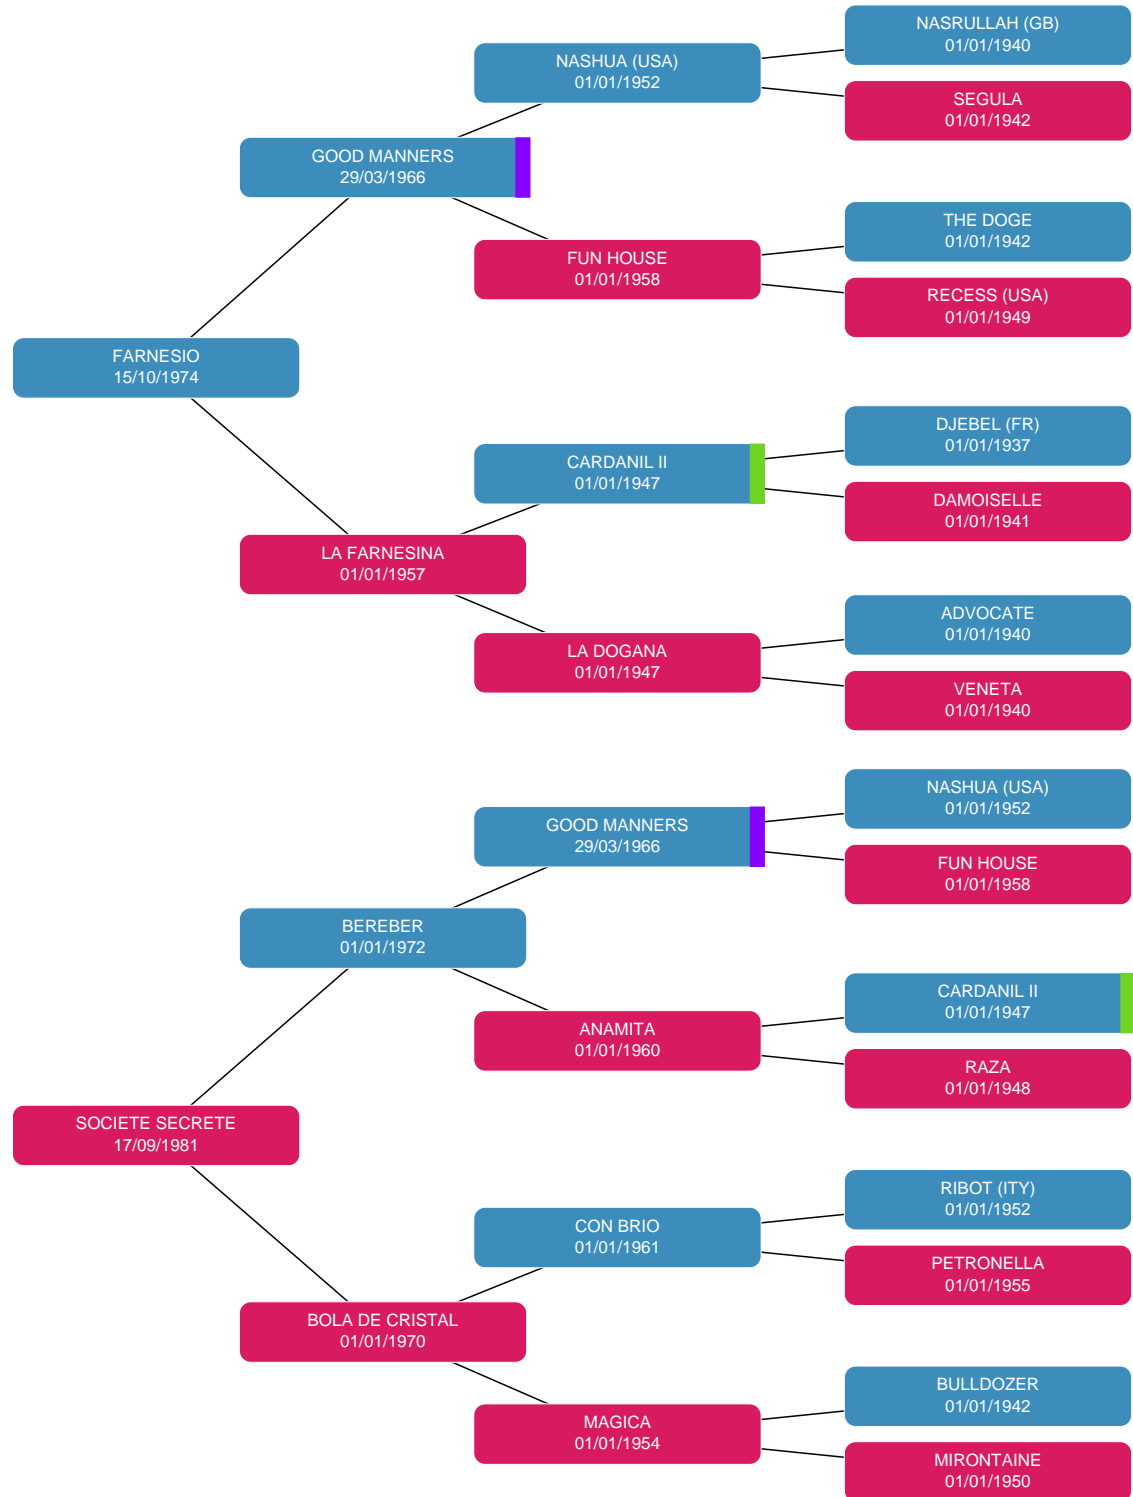 NASRULLAH (GB)
01/01/1940
NASHUA (USA)
01/01/1952
SEGULA
01/01/1942
GOOD MANNERS
29/03/1966
THE DOGE
01/01/1942
FUN HOUSE
01/01/1958
RECESS (USA)
01/01/1949
FARNESIO
15/10/1974
DJEBEL (FR)
01/01/1937
CARDANIL II
01/01/1947
DAMOISELLE
01/01/1941
LA FARNESINA
01/01/1957
ADVOCATE
01/01/1940
LA DOGANA
01/01/1947
VENETA
01/01/1940
NASHUA (USA)
01/01/1952
GOOD MANNERS
29/03/1966
FUN HOUSE
01/01/1958
BEREBER
01/01/1972
CARDANIL II
01/01/1947
ANAMITA
01/01/1960
RAZA
01/01/1948
SOCIETE SECRETE
17/09/1981
RIBOT (ITY)
01/01/1952
CON BRIO
01/01/1961
PETRONELLA
01/01/1955
BOLA DE CRISTAL
01/01/1970
BULLDOZER
01/01/1942
MAGICA
01/01/1954
MIRONTAINE
01/01/1950